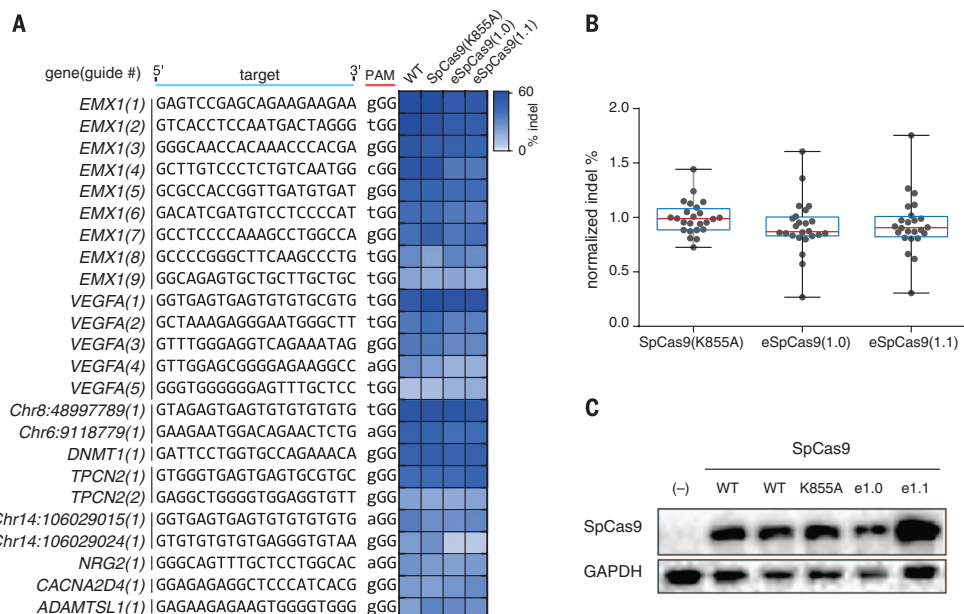 A
gene(guide #) 5' target 3' PAM WT SpCas9(K855A) eSpCas9(1.0) eSpCas9(1.1)
EMX1(1) GAGTCCGAGCAGAAGAAGAA gGG
EMX1(2) GTCACCTCCAATGACTAGGG tGG
EMX1(3) GGGCAACCACAAACCCACGA gGG
EMX1(4) GCTTGTCCCTCTGTCAATGG cGG
EMX1(5) GCGCCACCGGTTGATGTGAT gGG
EMX1(6) GACATCGATGTCCTCCCCAT tGG
EMX1(7) GCCTCCCCAAAGCCTGGCCA gGG
EMX1(8) GCCCCGGGCTTCAAGCCCTG tGG
EMX1(9) GGCAGAGTGCTGCTTGCTGC tGG
VEGFA(1) GGTGAGTGAGTGTGTGCGTG tGG
VEGFA(2) GCTAAAGAGGGAATGGGCTT tGG
VEGFA(3) GTTTGGGAGGTCAGAAATAG gGG
VEGFA(4) GTTGGAGCGGGGAGAAGGCC aGG
VEGFA(5) GGGTGGGGGGAGTTTGCTCC tGG
Chr8:48997789(1) GTAGAGTGAGTGTGTGTGTG tGG
Chr6:9118779(1) GAAGAATGGACAGAACTCTG aGG
DNMT1(1) GATTCCTGGTGCCAGAAACA gGG
TPCN2(1) GTGGGTGAGTGAGTGCGTGC gGG
TPCN2(2) GAGGCTGGGGTGGAGGTGTT gGG
Chr14:106029015(1) GGTGAGTGAGTGTGTGTGTG aGG
Chr14:106029024(1) GTGTGTGTGTGAGGGTGTAA gGG
NRG2(1) GGGCAGTTTGCTCCTGGCAC aGG
CACNA2D4(1) GGAGAGAGGCTCCCATCACG gGG
ADAMTSL1(1) GAGAAGAGAAGTGGGGTGGG gGG
60
0
% indel
B
normalized indel %
2.0
1.5
1.0
0.5
0.0
SpCas9(K855A) eSpCas9(1.0) eSpCas9(1.1)
C
SpCas9
(–) WT WT K855A e1.0 e1.1
SpCas9
GAPDH